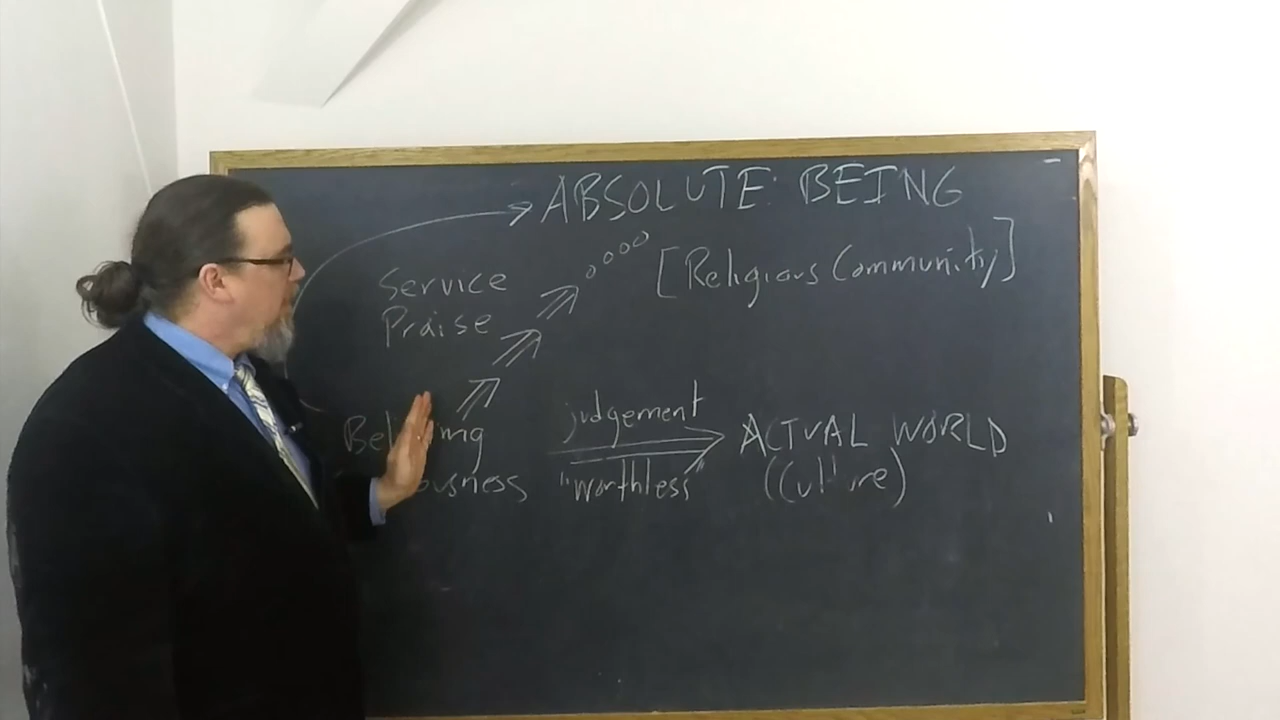 ABSOLUTE BEING
Service
Praise
[Religious Community]
judgement
"worthless"
ACTUAL WORLD
(Culture)